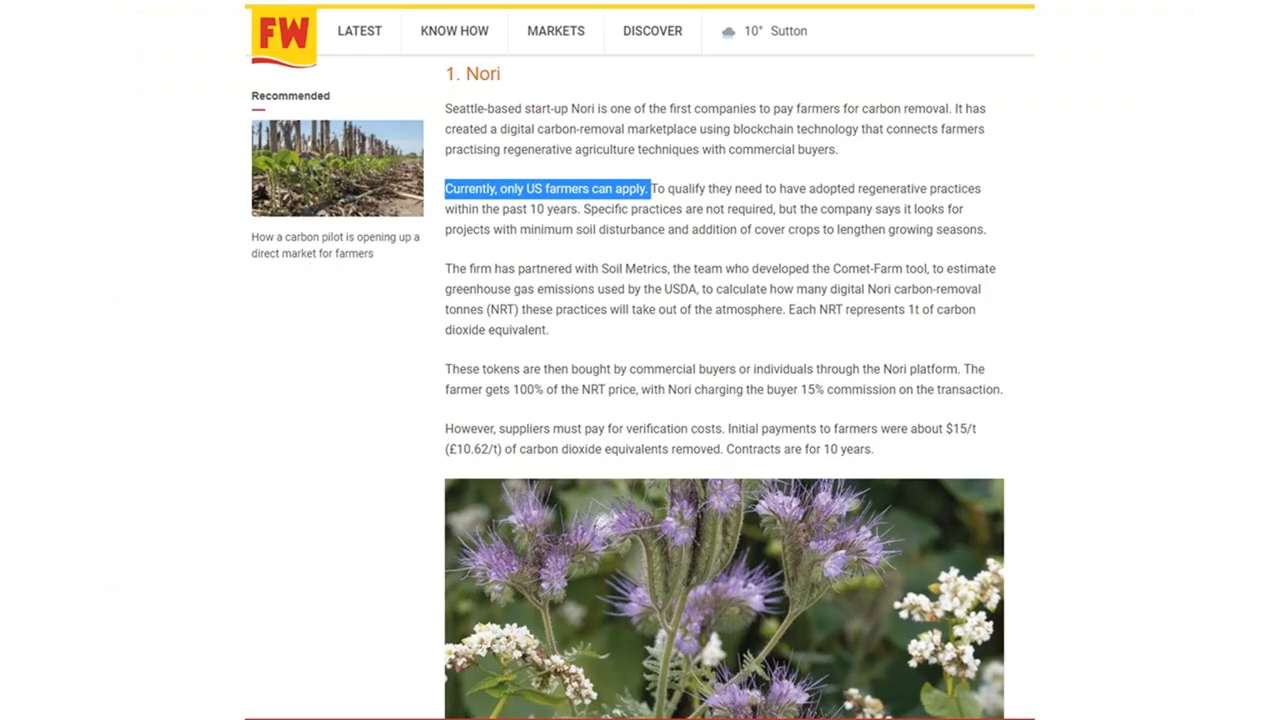 FW
LATEST
KNOW HOW
MARKETS
DISCOVER
10° Sutton
Recommended
How a carbon pilot is opening up a
direct market for farmers
1. Nori
Seattle-based start-up Nori is one of the first companies to pay farmers for carbon removal. It has
created a digital carbon-removal marketplace using blockchain technology that connects farmers
practising regenerative agriculture techniques with commercial buyers.
Currently, only US farmers can apply. To qualify they need to have adopted regenerative practices
within the past 10 years. Specific practices are not required, but the company says it looks for
projects with minimum soil disturbance and addition of cover crops to lengthen growing seasons.
The firm has partnered with Soil Metrics, the team who developed the Comet-Farm tool, to estimate
greenhouse gas emissions used by the USDA, to calculate how many digital Nori carbon-removal
tonnes (NRT) these practices will take out of the atmosphere. Each NRT represents 1t of carbon
dioxide equivalent.
These tokens are then bought by commercial buyers or individuals through the Nori platform. The
farmer gets 100% of the NRT price, with Nori charging the buyer 15% commission on the transaction.
However, suppliers must pay for verification costs. Initial payments to farmers were about $15/t
(£10.62/t) of carbon dioxide equivalents removed. Contracts are for 10 years.